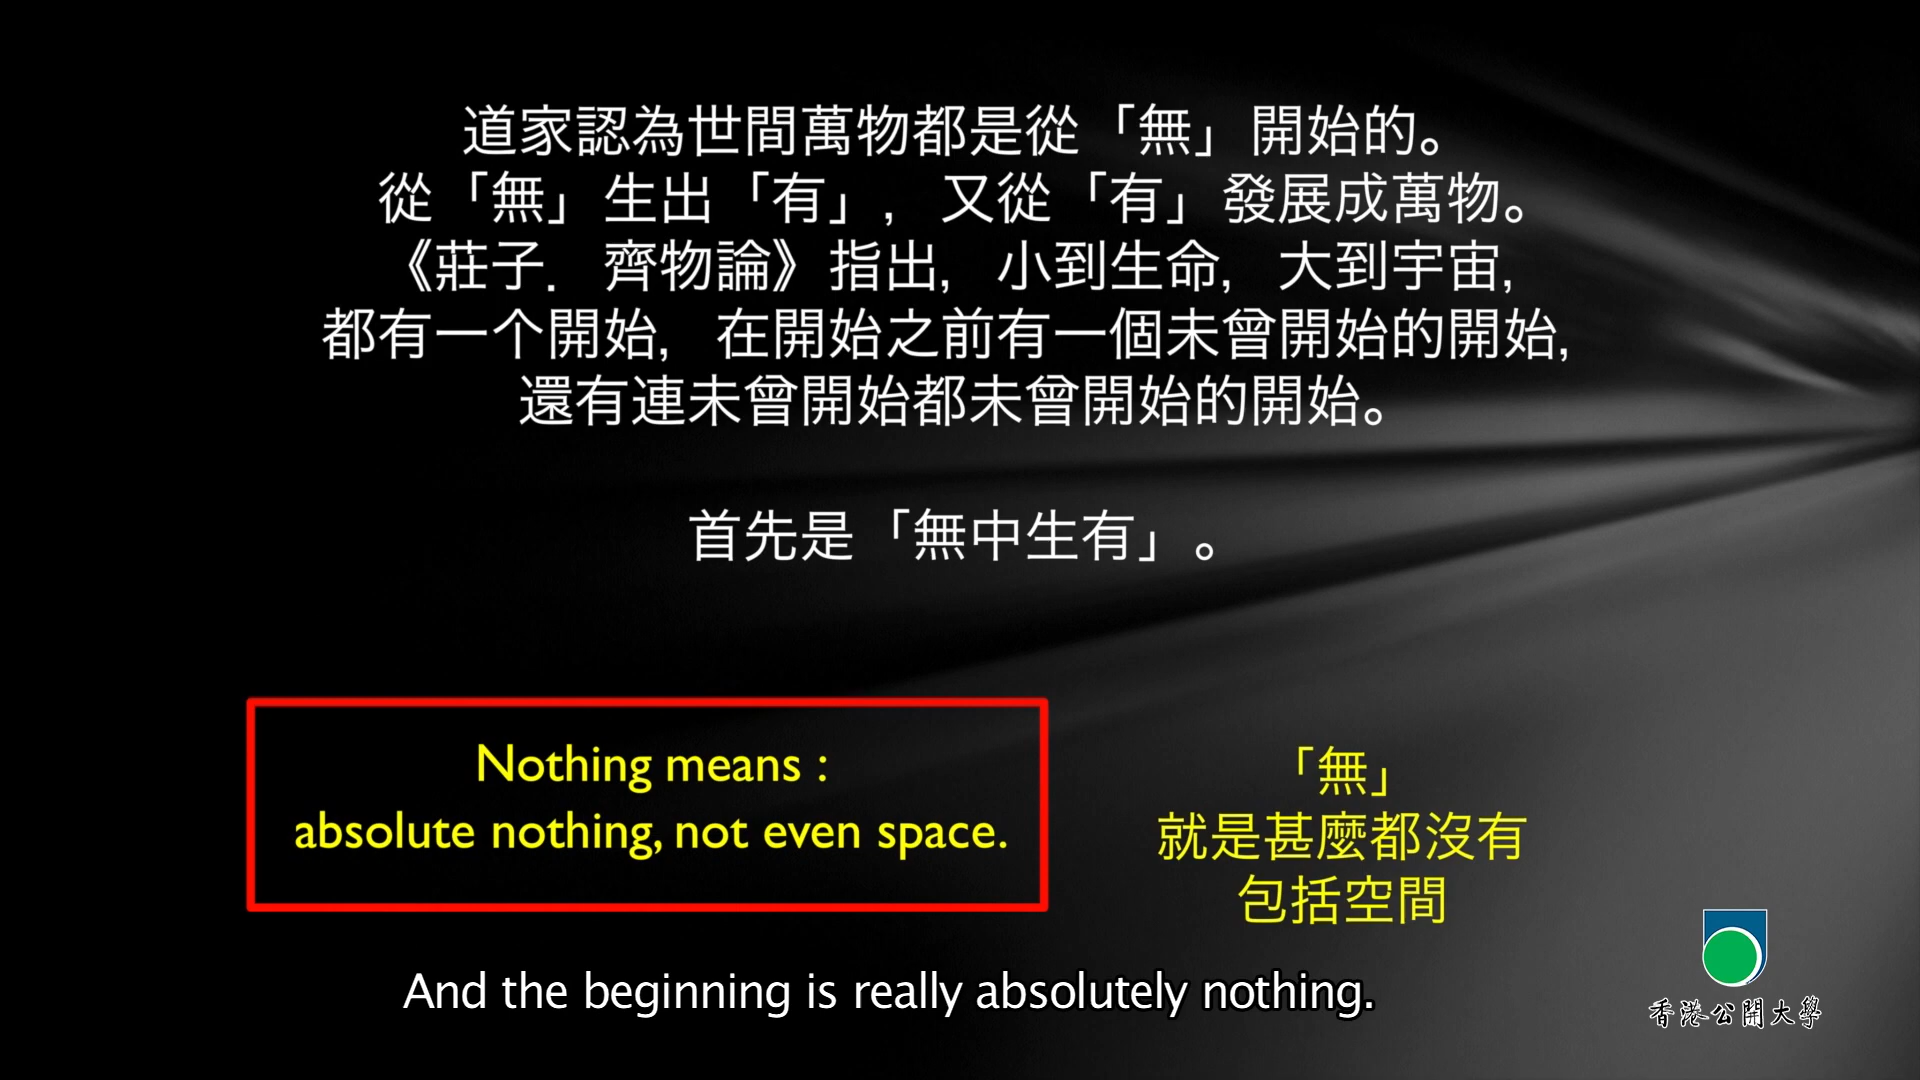 道家認為世間萬物都是從「無」開始的。
從「無」生出「有」，又從「有」發展成萬物。
《莊子．齊物論》指出，小到生命，大到宇宙，
都有一个開始，在開始之前有一個未曾開始的開始，
還有連未曾開始都未曾開始的開始。
首先是「無中生有」。
Nothing means :
absolute nothing, not even space.
「無」
就是甚麼都沒有
包括空間
And the beginning is really absolutely nothing.
香港公開大學